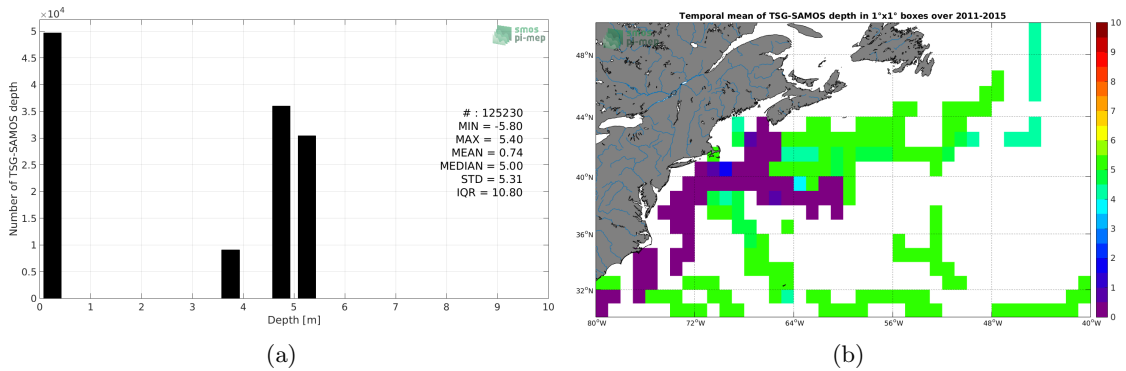 ×10⁴
5
4.5
4
3.5
3
2.5
2
1.5
1
0.5
0
Number of TSG-SAMOS depth
smos
pi-mep
# : 125230
MIN = -5.80
MAX = 5.40
MEAN = 0.74
MEDIAN = 5.00
STD = 5.31
IQR = 10.80
0 1 2 3 4 5 6 7 8 9 10
Depth [m]
(a)
Temporal mean of TSG-SAMOS depth in 1°x1° boxes over 2011-2015
smos
pi-mep
48°N
44°N
40°N
36°N
32°N
80°W 72°W 64°W 56°W 48°W 40°W
10
9
8
7
6
5
4
3
2
1
0
(b)